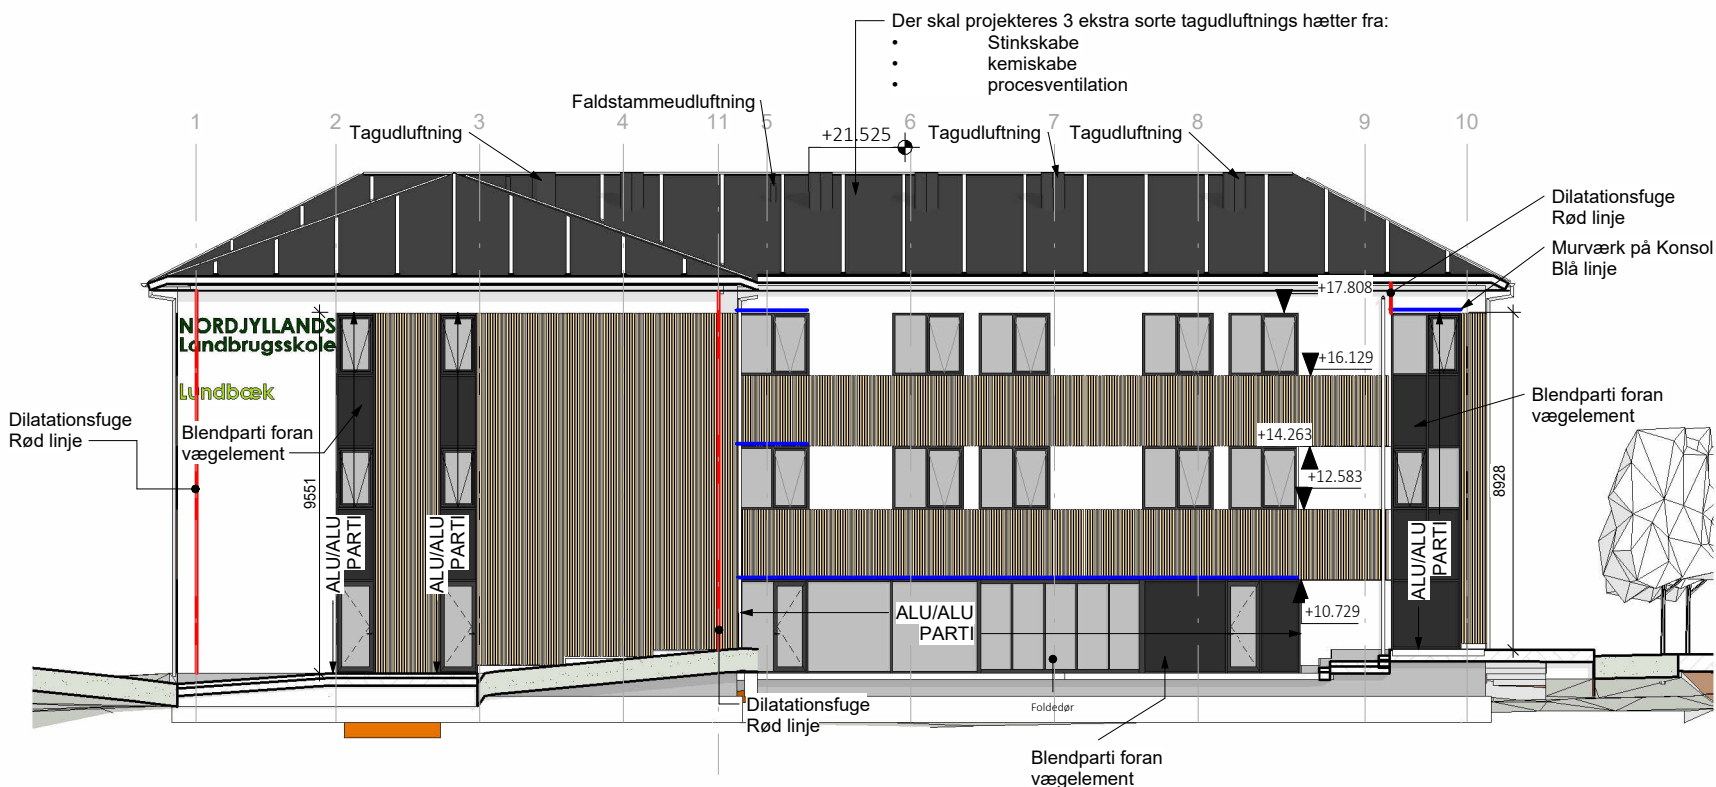 Der skal projekteres 3 ekstra sorte tagudluftnings hætter fra:
• Stinkskabe
• kemiskabe
• procesventilation
Faldstammeudluftning
1
2
3
4
11
5
6
7
8
9
10
Tagudluftning
+21.525
Tagudluftning
Tagudluftning
Dilatationsfuge
Rød linje
Murværk på Konsol
Blå linje
+17.808
NORDJYLLANDS
Landbrugsskole
Lundbæk
+16.129
Blendparti foran
vægelement
Dilatationsfuge
Rød linje
Blendparti foran
vægelement
+14.263
+12.583
9551
8928
ALU/ALU
PARTI
ALU/ALU
PARTI
ALU/ALU
PARTI
ALU/ALU
PARTI
+10.729
Dilatationsfuge
Rød linje
Foldedør
Blendparti foran
vægelement